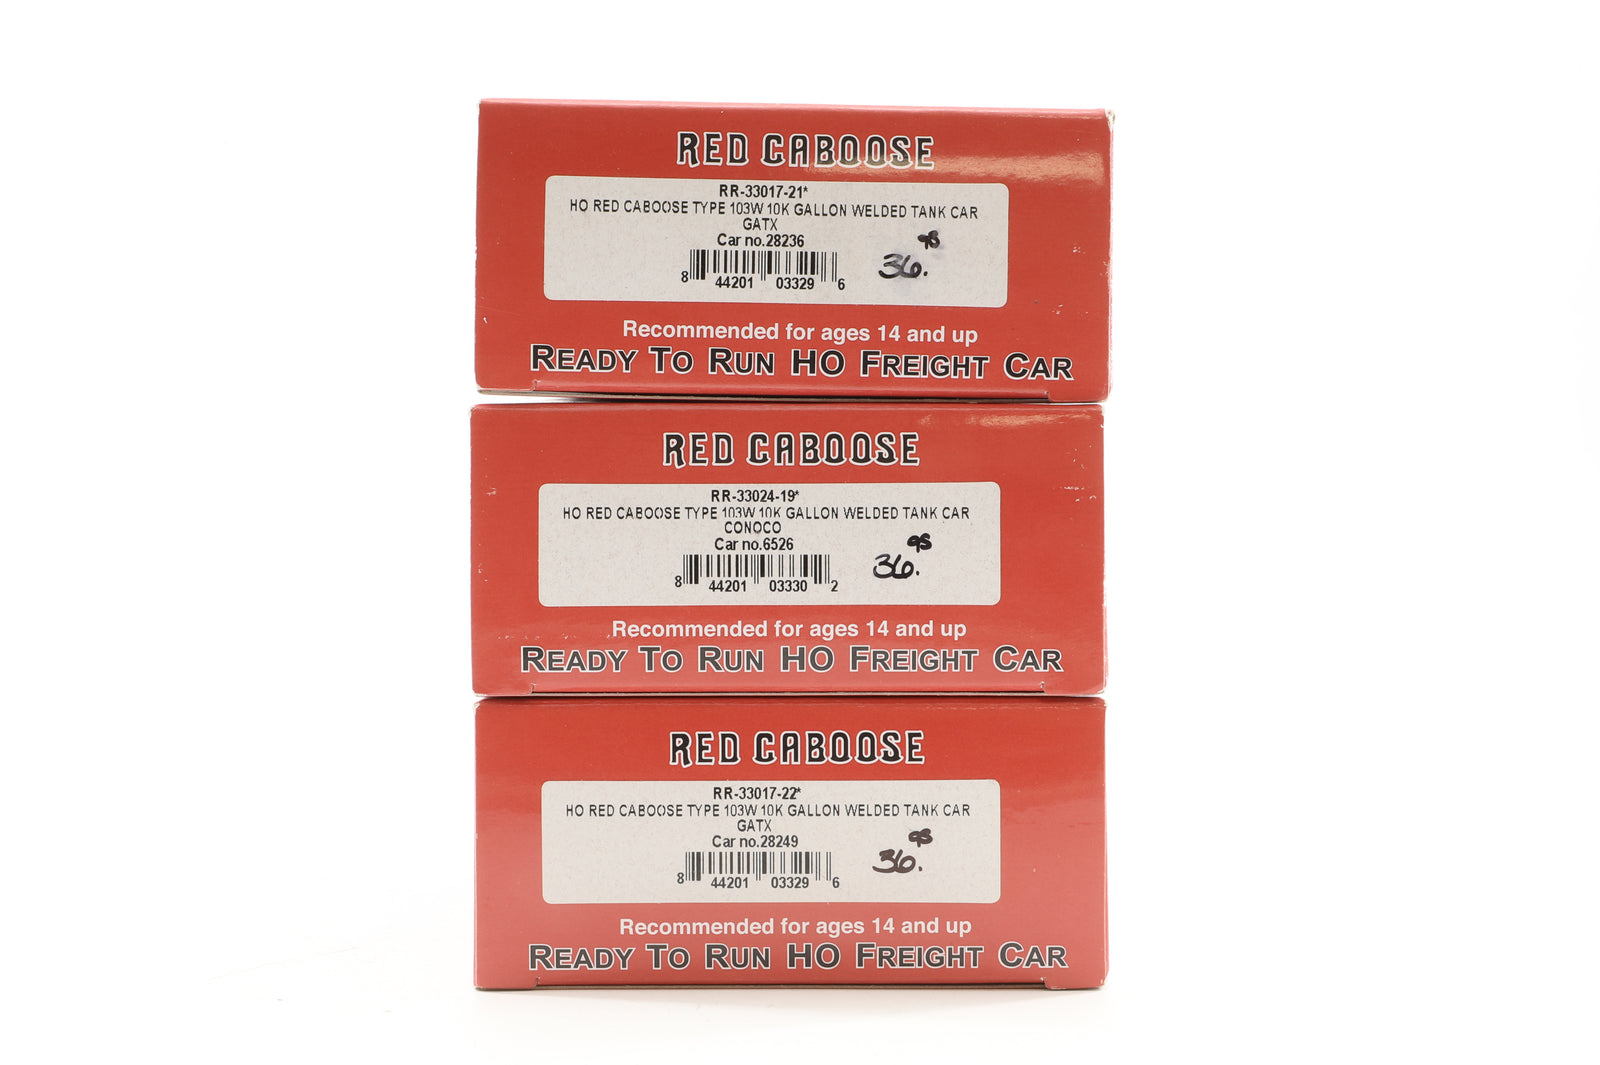 RED CABOOSE
RR-33017-21*
HO RED CABOOSE TYPE 103W 10K GALLON WELDED TANK CAR
GATX
Car no.28236
36.95
8 44201 03329 6
Recommended for ages 14 and up
READY TO RUN HO FREIGHT CAR
RED CABOOSE
RR-33024-19*
HO RED CABOOSE TYPE 103W 10K GALLON WELDED TANK CAR
CONOCO
Car no.6526
36.95
8 44201 03330 2
Recommended for ages 14 and up
READY TO RUN HO FREIGHT CAR
RED CABOOSE
RR-33017-22*
HO RED CABOOSE TYPE 103W 10K GALLON WELDED TANK CAR
GATX
Car no.28249
36.95
8 44201 03329 6
Recommended for ages 14 and up
READY TO RUN HO FREIGHT CAR